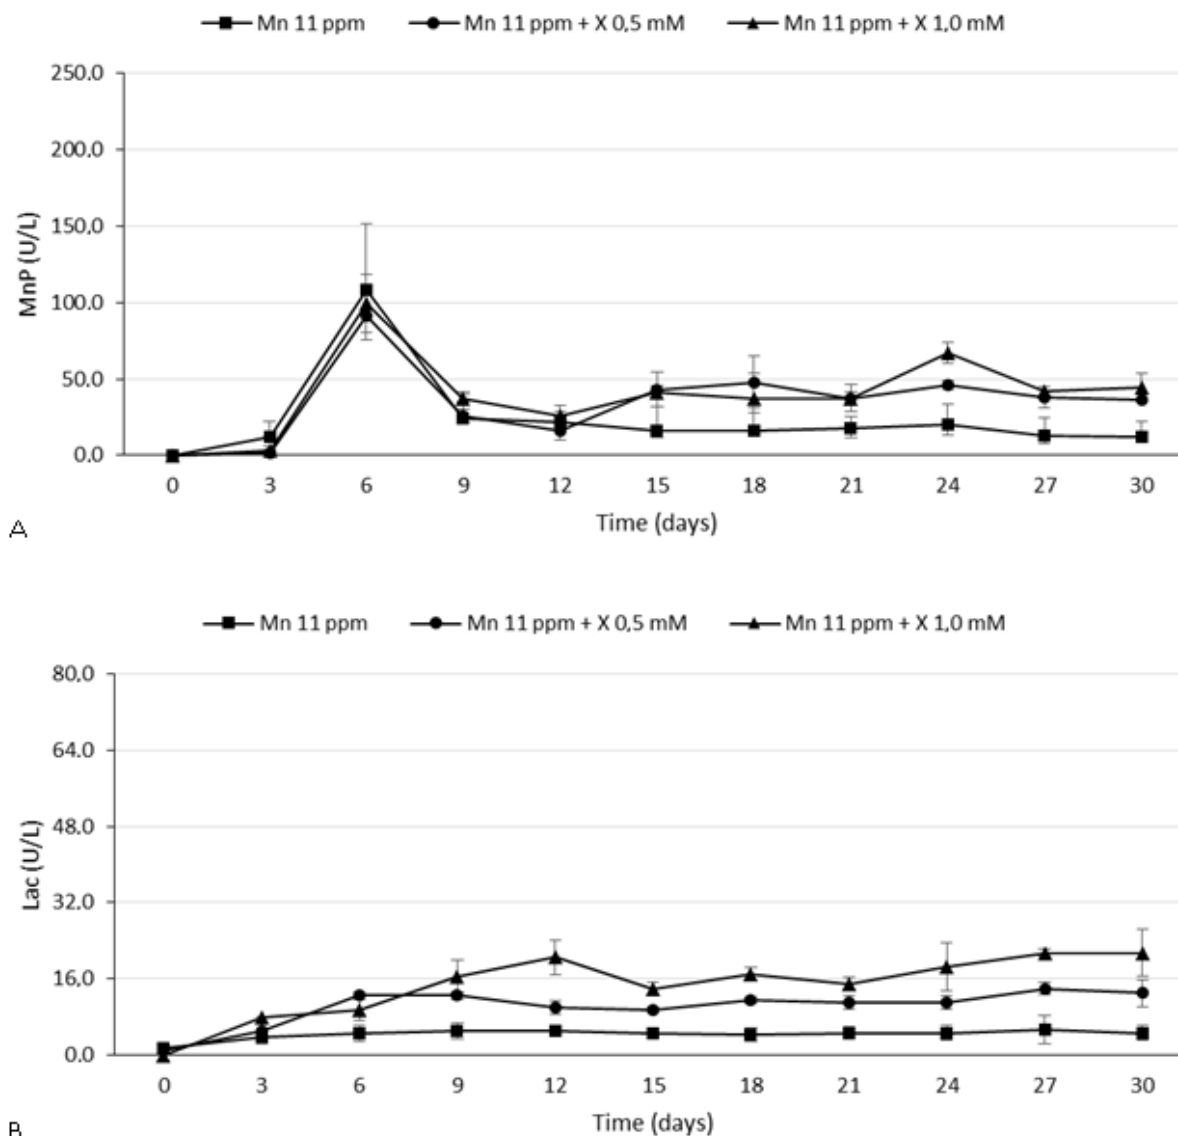 Mn 11 ppm Mn 11 ppm + X 0,5 mM Mn 11 ppm + X 1,0 mM
250.0
200.0
150.0
100.0
50.0
0.0
MnP (U/L)
0 3 6 9 12 15 18 21 24 27 30
Time (days)
A
Mn 11 ppm Mn 11 ppm + X 0,5 mM Mn 11 ppm + X 1,0 mM
80.0
64.0
48.0
32.0
16.0
0.0
Lac (U/L)
0 3 6 9 12 15 18 21 24 27 30
Time (days)
B